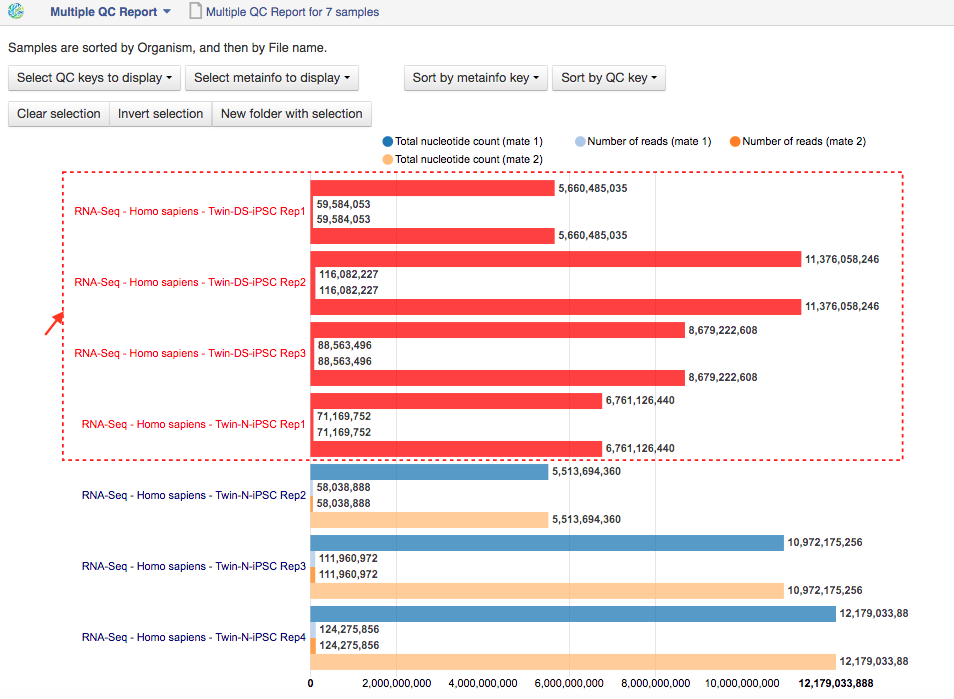 Multiple QC Report Multiple QC Report for 7 samples
Samples are sorted by Organism, and then by File name.
Select QC keys to display Select metainfo to display Sort by metainfo key Sort by QC key
Clear selection Invert selection New folder with selection
Total nucleotide count (mate 1) Number of reads (mate 1) Number of reads (mate 2)
Total nucleotide count (mate 2)
5,660,485,035
59,584,053
RNA-Seq - Homo sapiens - Twin-DS-iPSC Rep1
59,584,053
5,660,485,035
11,376,058,246
116,082,227
RNA-Seq - Homo sapiens - Twin-DS-iPSC Rep2
116,082,227
11,376,058,246
8,679,222,608
88,563,496
RNA-Seq - Homo sapiens - Twin-DS-iPSC Rep3
88,563,496
8,679,222,608
6,761,126,440
71,169,752
RNA-Seq - Homo sapiens - Twin-N-iPSC Rep1
71,169,752
6,761,126,440
5,513,694,360
58,038,888
RNA-Seq - Homo sapiens - Twin-N-iPSC Rep2
58,038,888
5,513,694,360
10,972,175,256
111,960,972
RNA-Seq - Homo sapiens - Twin-N-iPSC Rep3
111,960,972
10,972,175,256
12,179,033,88
124,275,856
RNA-Seq - Homo sapiens - Twin-N-iPSC Rep4
124,275,856
12,179,033,88
0 2,000,000,000 4,000,000,000 6,000,000,000 8,000,000,000 10,000,000,000 12,179,033,888